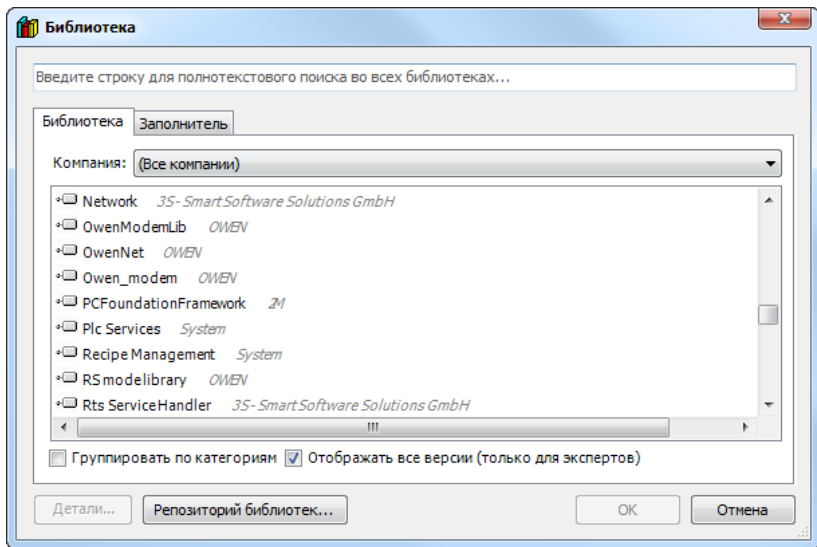 Библиотека
Введите строку для полнотекстового поиска во всех библиотеках...
Библиотека Заполнитель
Компания: (Все компании)
Network 3S-Smart Software Solutions GmbH
OwenModemLib OWEN
OwenNet OWEN
Owen_modem OWEN
PCFoundationFramework 2M
Plc Services System
Recipe Management System
RSmodelibrary OWEN
Rts ServiceHandler 3S-Smart Software Solutions GmbH
Группировать по категориям Отображать все версии (только для экспертов)
Детали... Репозиторий библиотек... OK Отмена